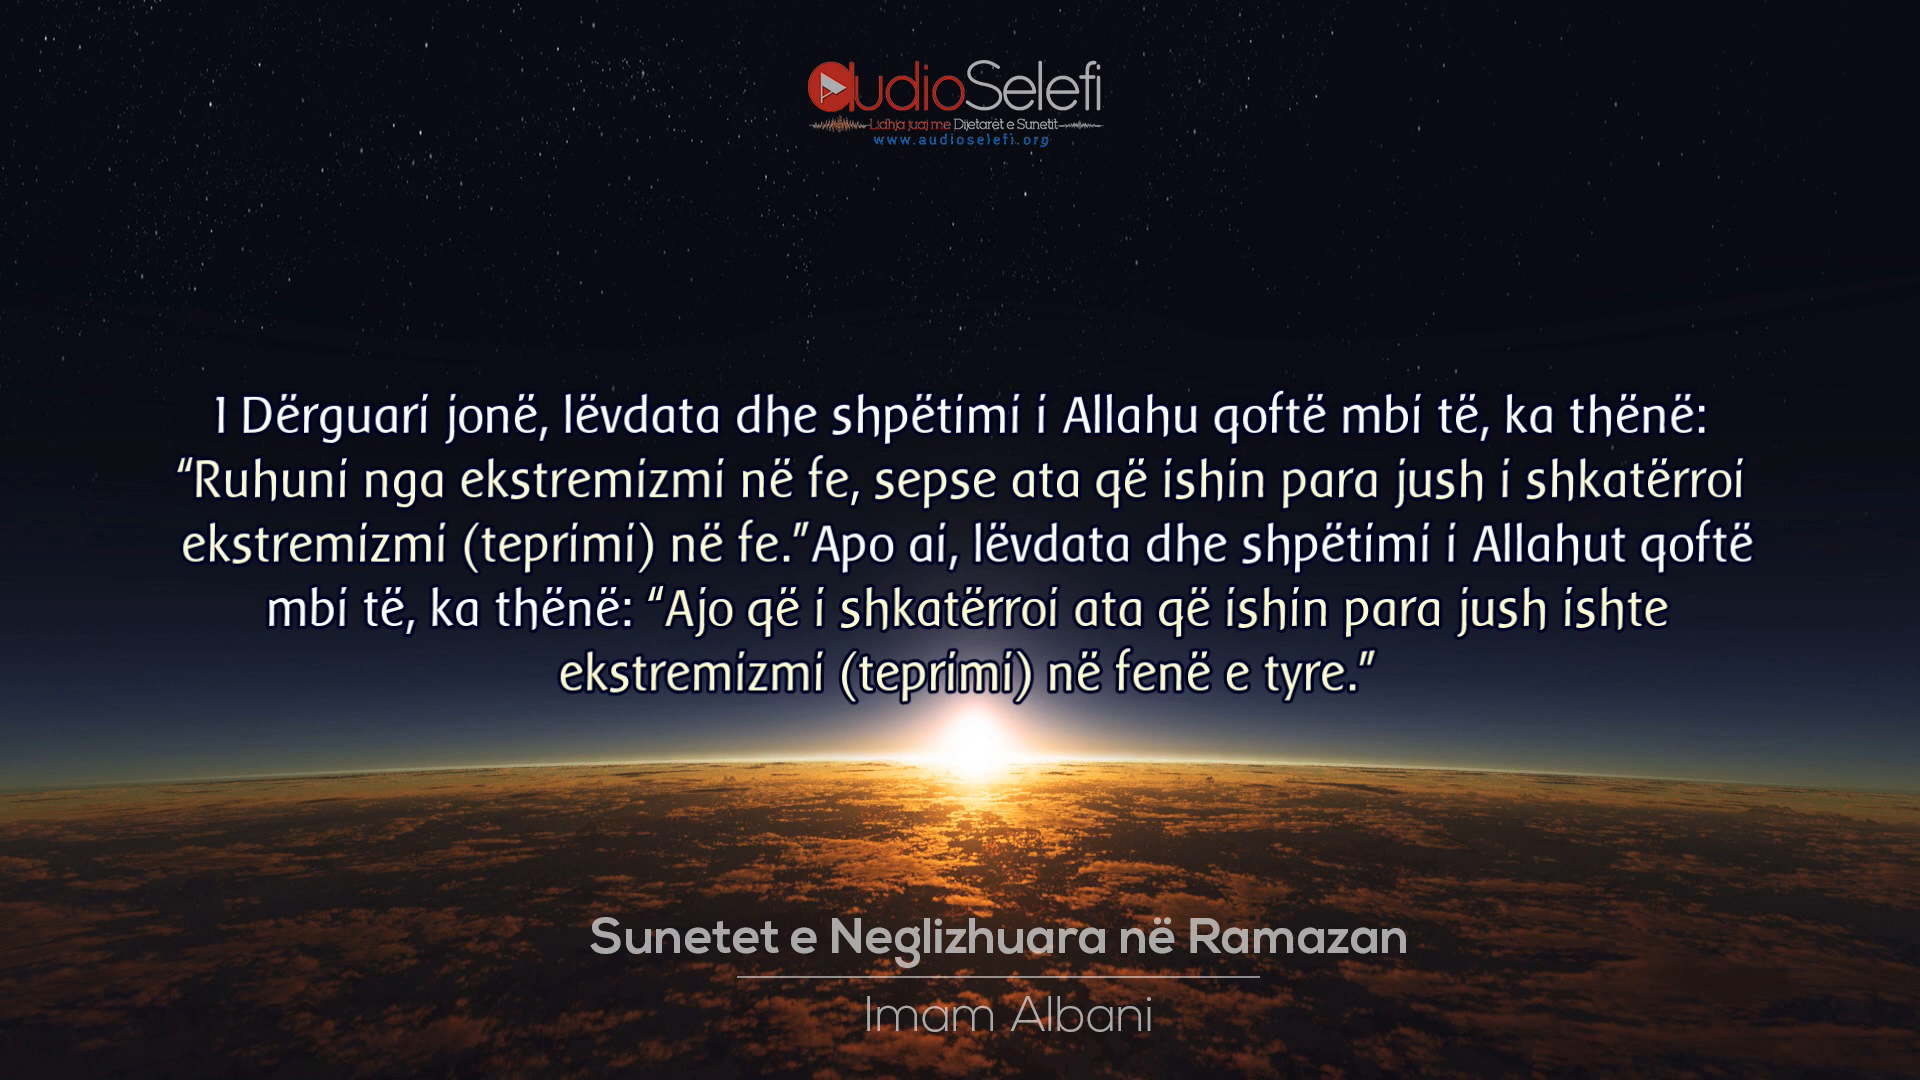 audioSelefi
Lidhja juaj me Dijetarët e Sunetit
www.audioselefi.org
I Dërguari jonë, lëvdata dhe shpëtimi i Allahu qoftë mbi të, ka thënë:
“Ruhuni nga ekstremizmi në fe, sepse ata që ishin para jush i shkatërroi
ekstremizmi (teprimi) në fe.”Apo ai, lëvdata dhe shpëtimi i Allahut qoftë
mbi të, ka thënë: “Ajo që i shkatërroi ata që ishin para jush ishte
ekstremizmi (teprimi) në fenë e tyre.”
Sunetet e Neglizhuara në Ramazan
Imam Albani